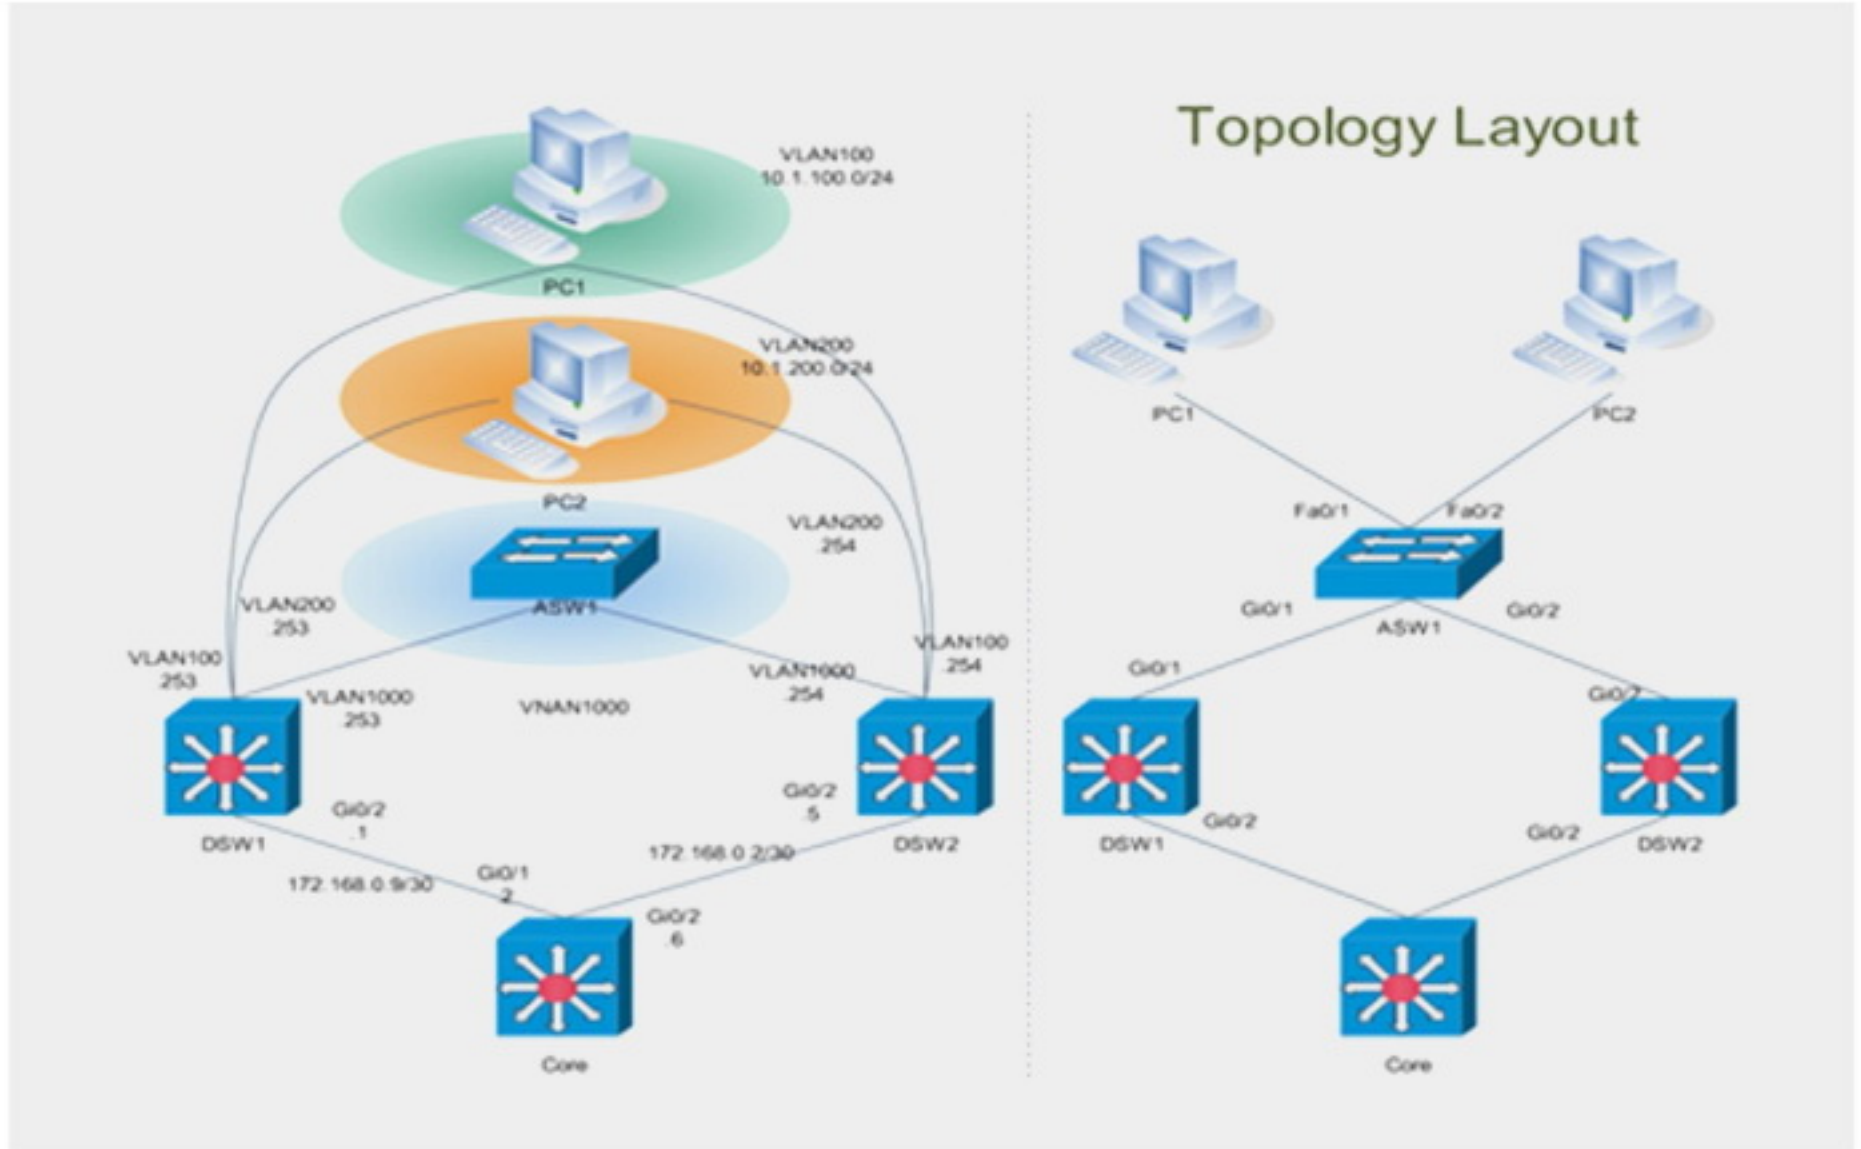 VLAN100
10.1.100.0/24
PC1
VLAN200
10.1.200.0/24
PC2
VLAN200
.254
ASW1
VLAN200
.253
VLAN100
.253
VLAN1000
.253
VNAN1000
VLAN1000
.254
VLAN100
.254
DSW1
Gi0/2
.1
172.168.0.9/30
Gi0/1
.2
Gi0/2
.5
DSW2
172.168.0.2/30
Gi0/2
.6
Core
Topology Layout
PC1
PC2
Fa0/1
Fa0/2
Gi0/1
Gi0/2
ASW1
Gi0/1
DSW1
Gi0/2
Gi0/2
DSW2
Core